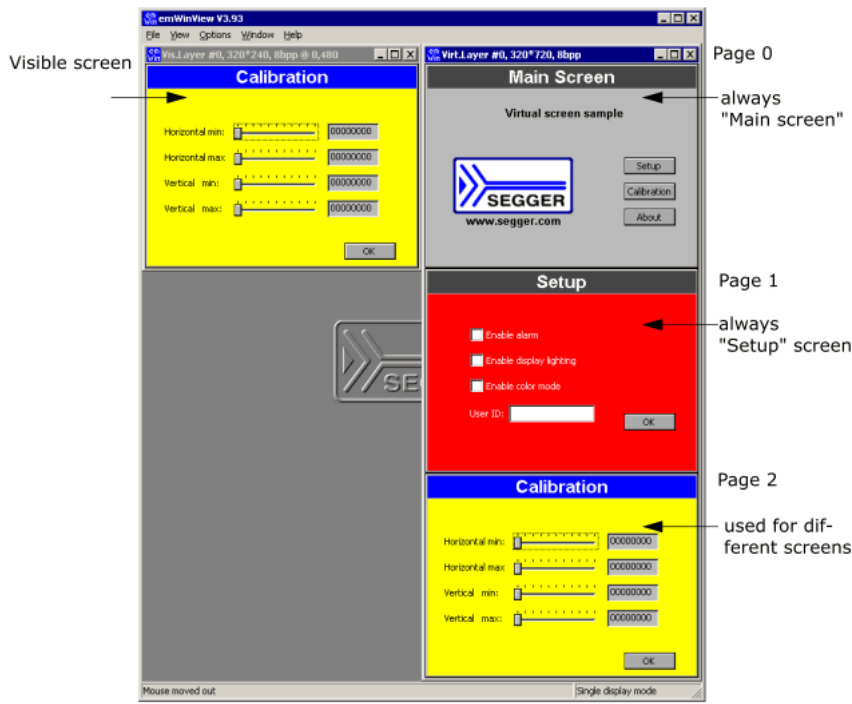 emWinView V3.93
File View Options Window Help
Visible screen
Vis.Layer #0, 320*240, 8bpp @ 0,480
Calibration
Horizontal min: 00000000
Horizontal max 00000000
Vertical min: 00000000
Vertical max: 00000000
OK
Virt.Layer #0, 320*720, 8bpp
Page 0
Main Screen
always
"Main screen"
Virtual screen sample
SEGGER
www.segger.com
Setup
Calibration
About
Page 1
Setup
always
"Setup" screen
Enable alarm
Enable display lighting
Enable color mode
User ID:
OK
SE
Page 2
Calibration
used for dif-
ferent screens
Horizontal min: 00000000
Horizontal max 00000000
Vertical min: 00000000
Vertical max: 00000000
OK
Mouse moved out
Single display mode